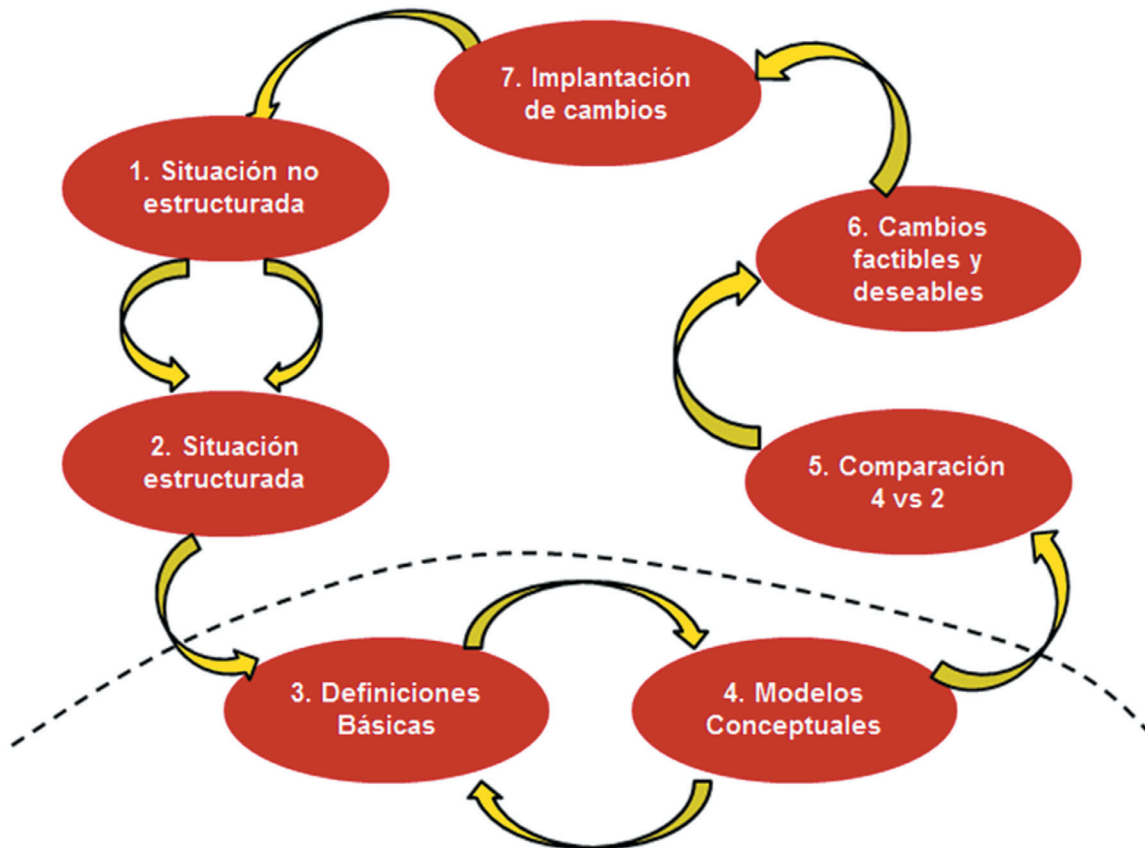 7. Implantación
de cambios
1. Situación no
estructurada
6. Cambios
factibles y
deseables
2. Situación
estructurada
5. Comparación
4 vs 2
3. Definiciones
Básicas
4. Modelos
Conceptuales